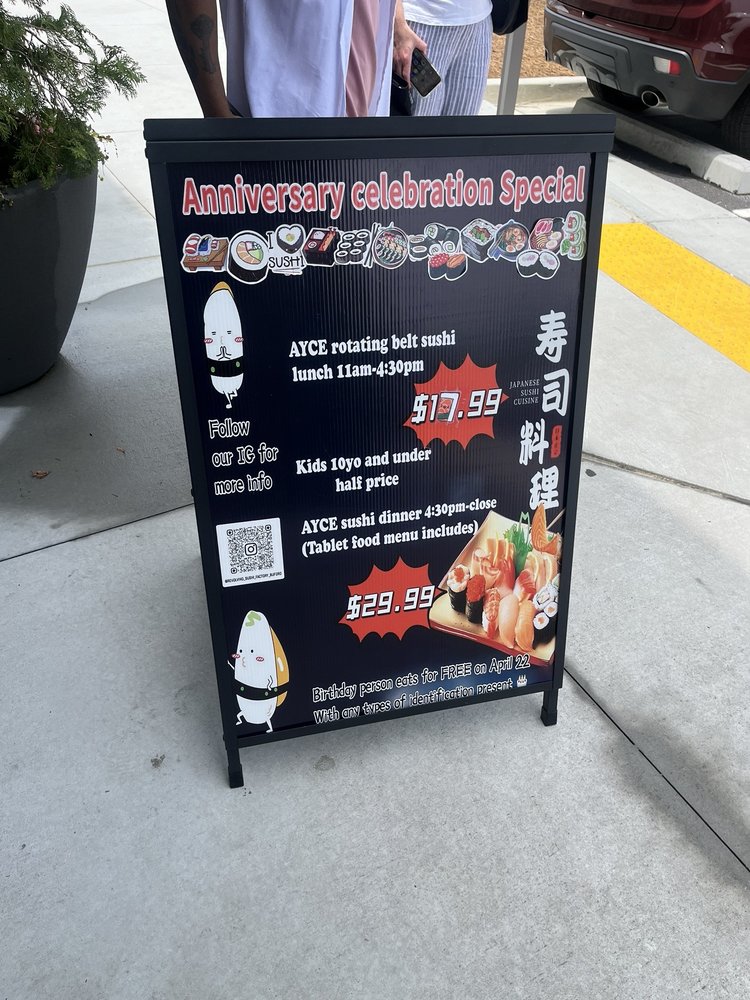 Anniversary celebration Special
I
SUSHI
AYCE rotating belt sushi
lunch 11am-4:30pm
$17.99
JAPANESE
SUSHI
CUISINE
寿司料理
Follow
our IG for
more info
Kids 10yo and under
half price
AYCE sushi dinner 4:30pm-close
(Tablet food menu includes)
@REVOLVING_SUSHI_FACTORY_BUFORD
$29.99
Birthday person eats for FREE on April 22
With any types of identification present